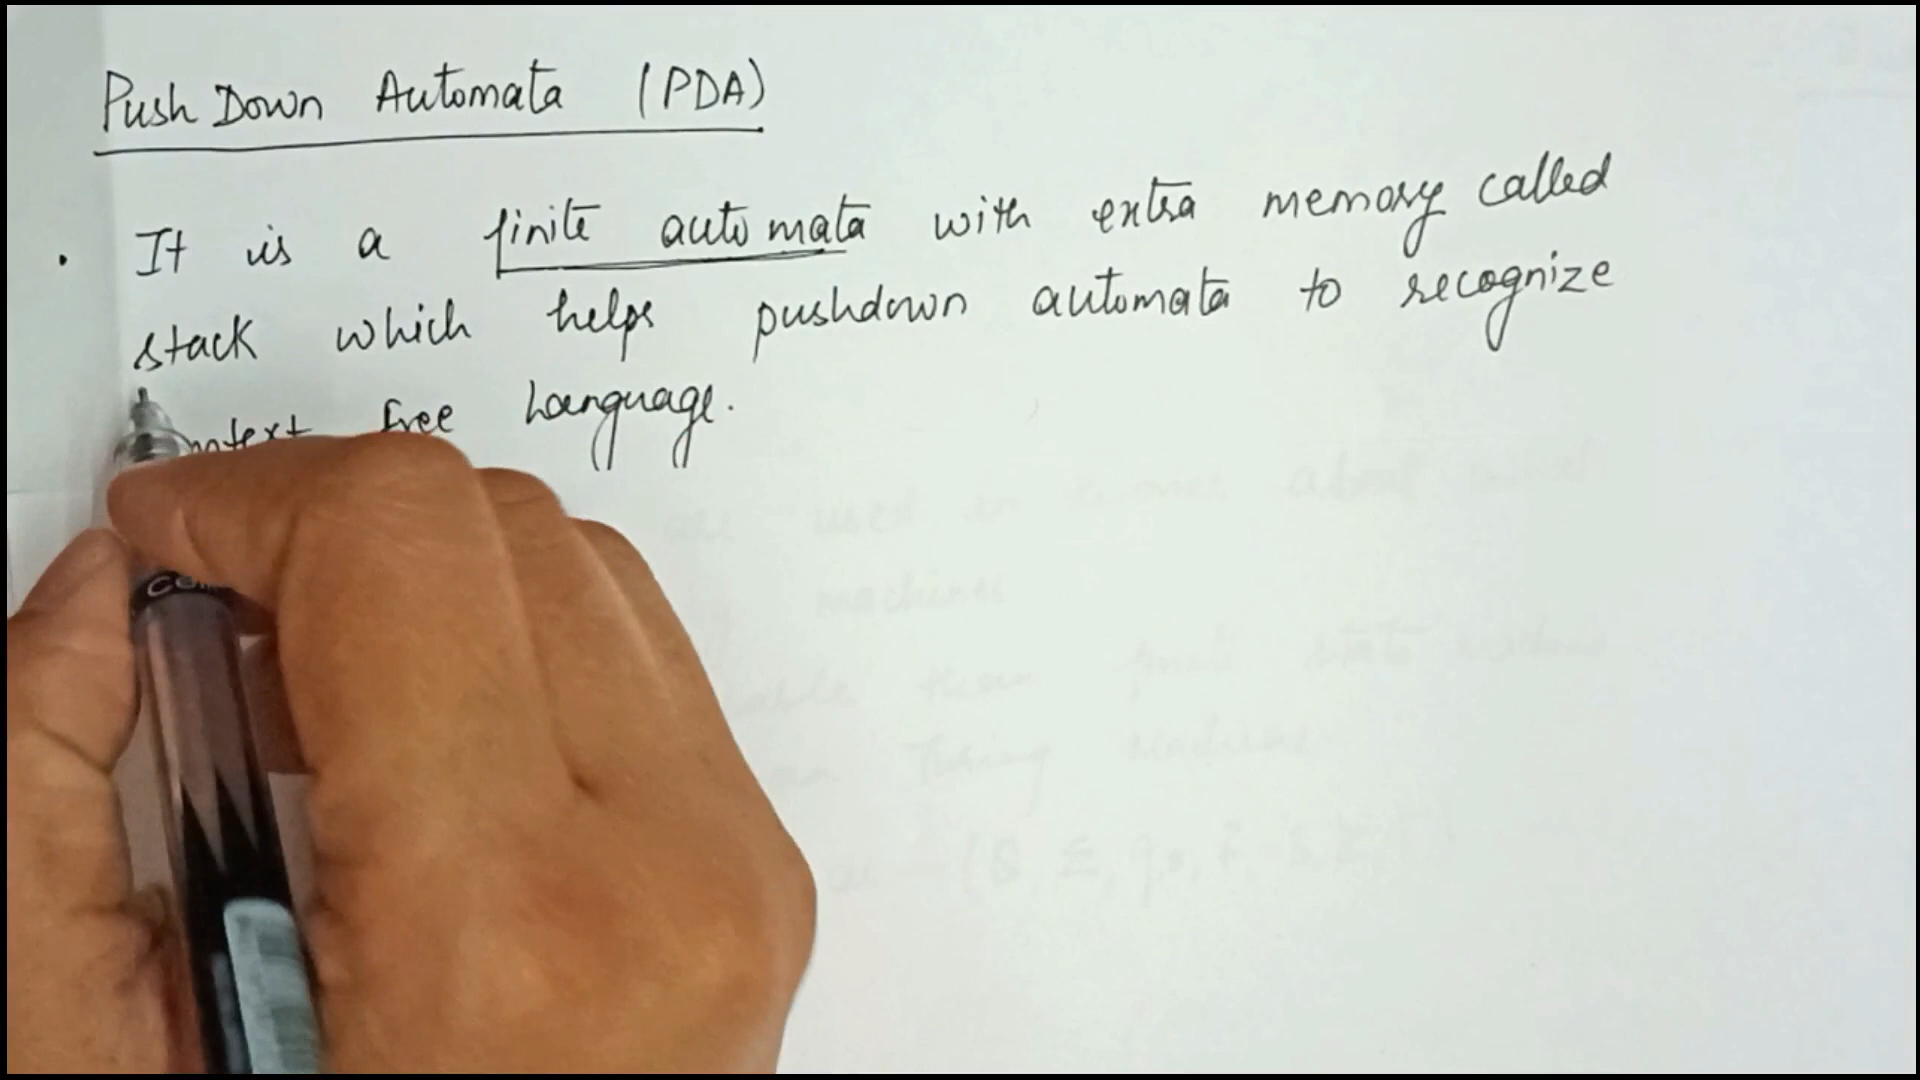 Push Down Automata (PDA)
. It is a finite automata with extra memory called
stack which helps pushdown automata to recognize
free Language.